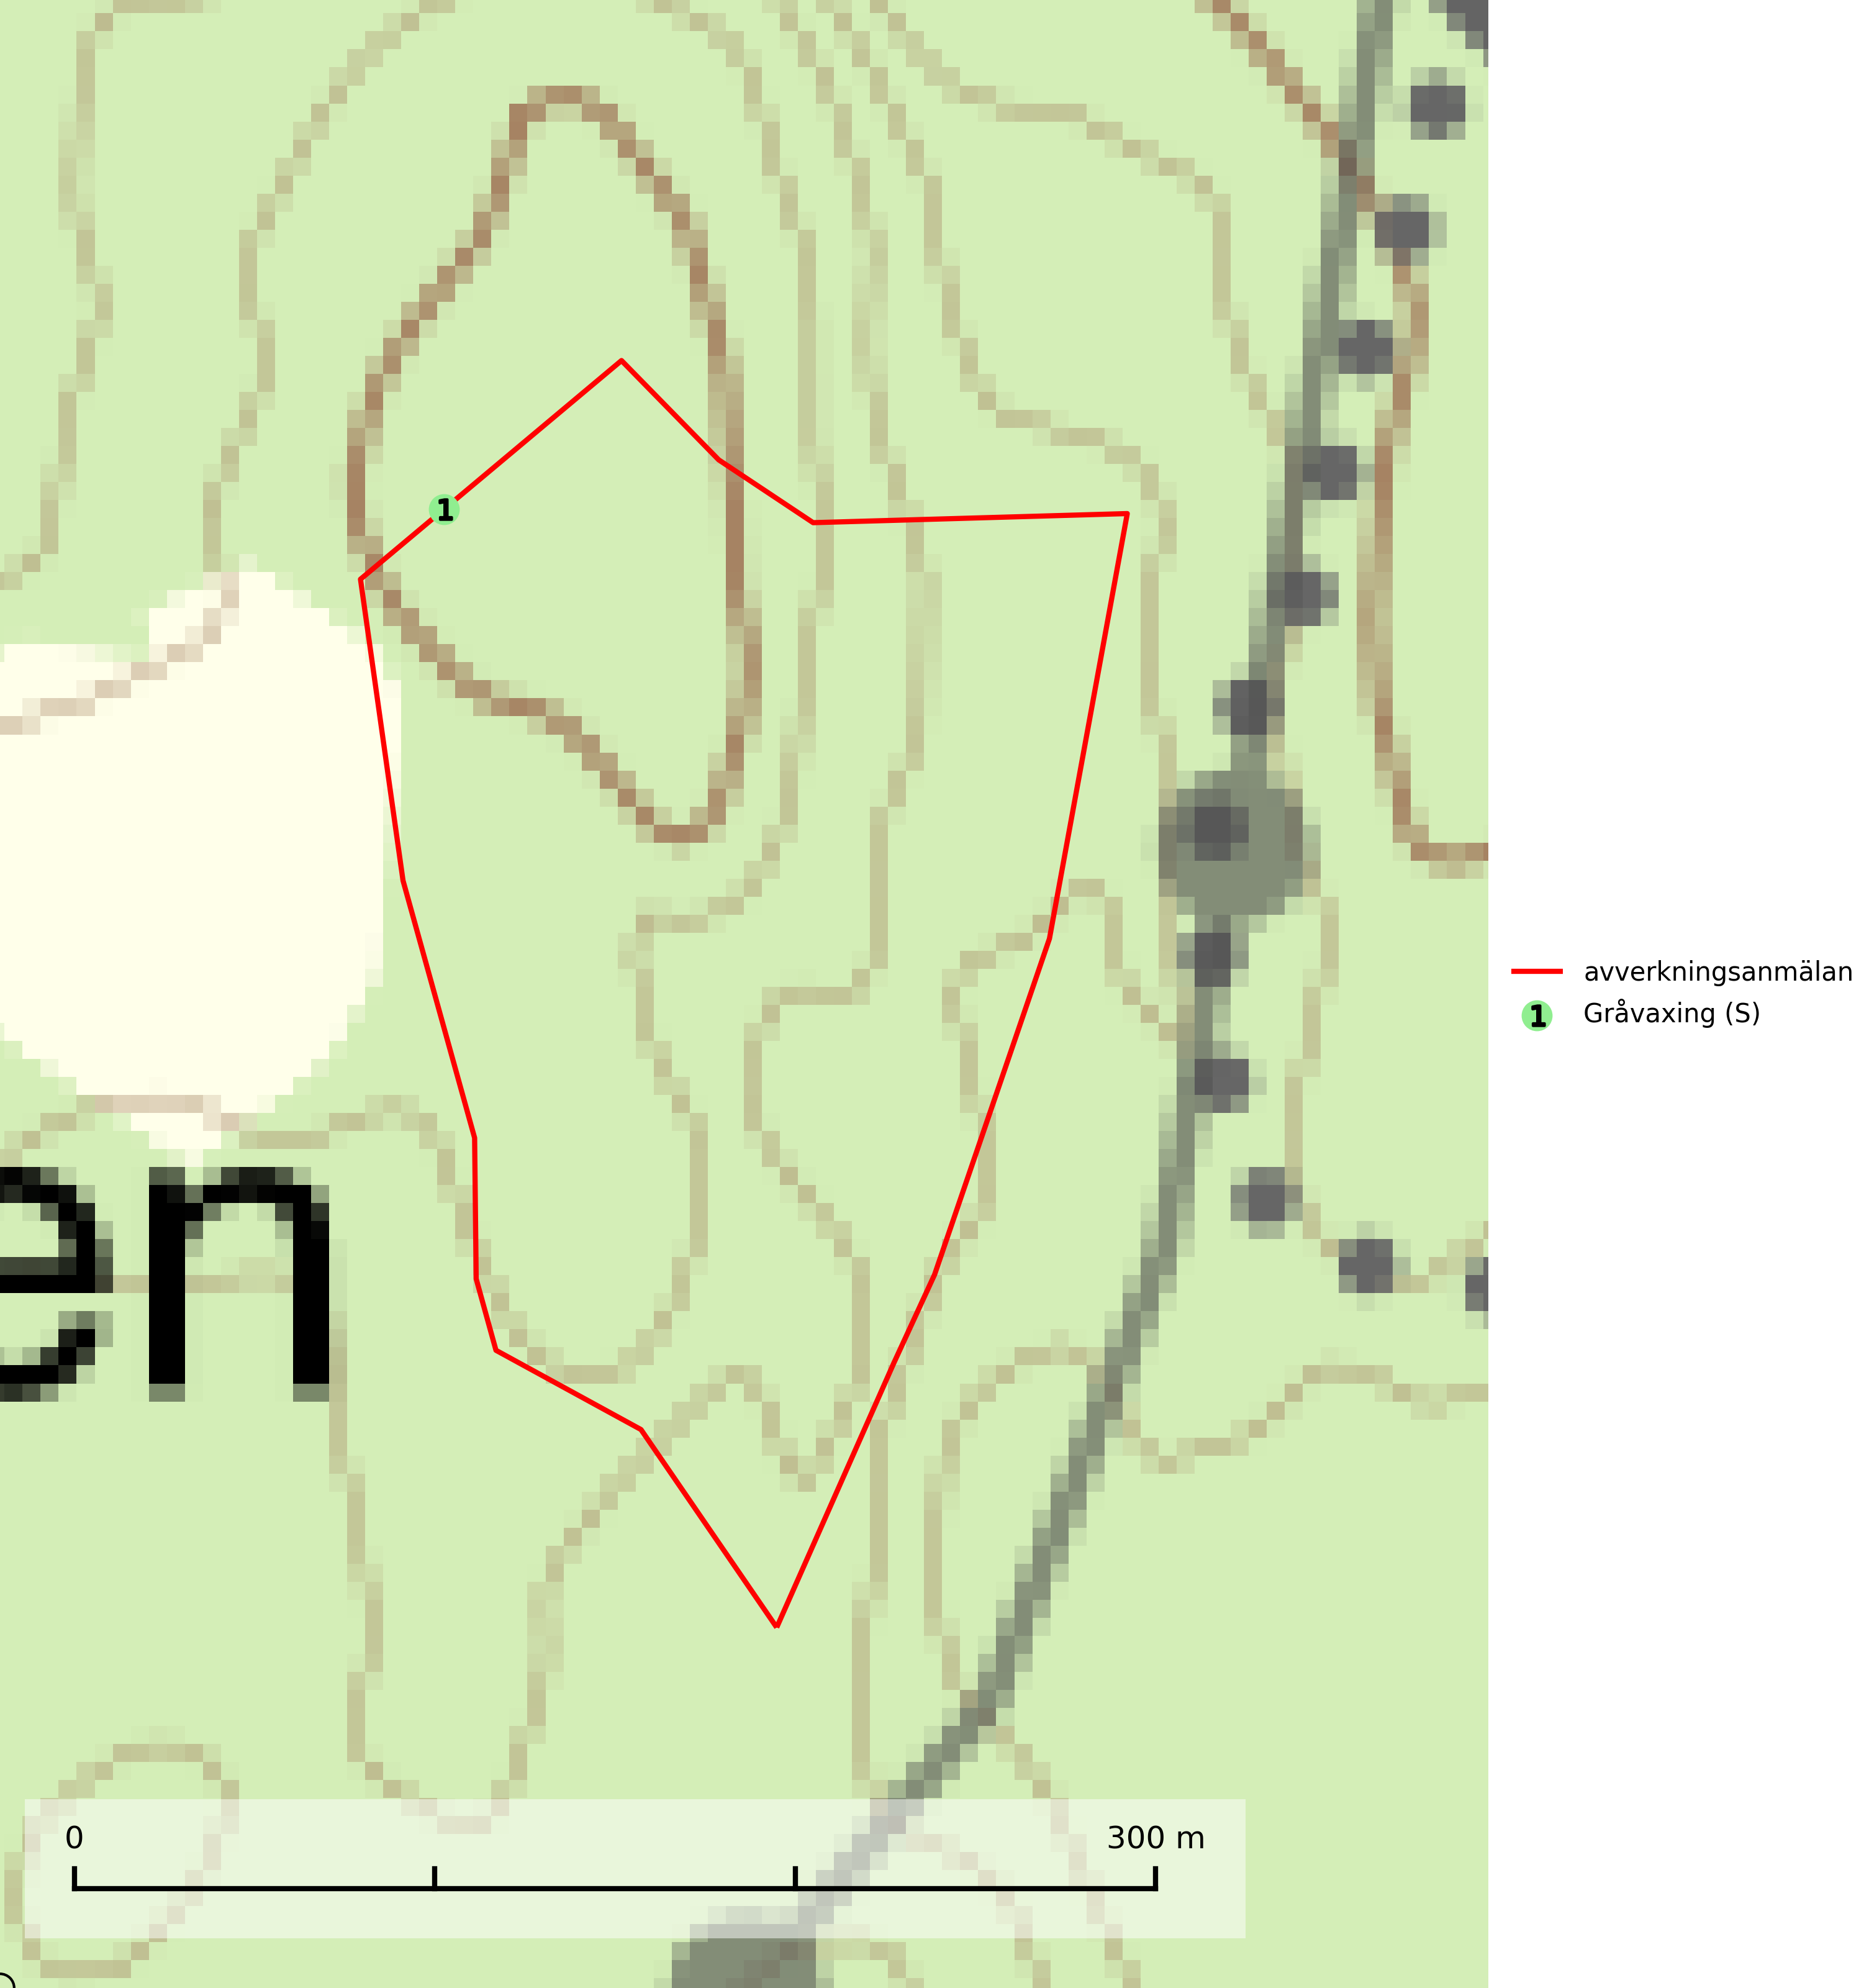 1
en
0 300 m
avverkningsanmälan
1 Gråvaxing (S)